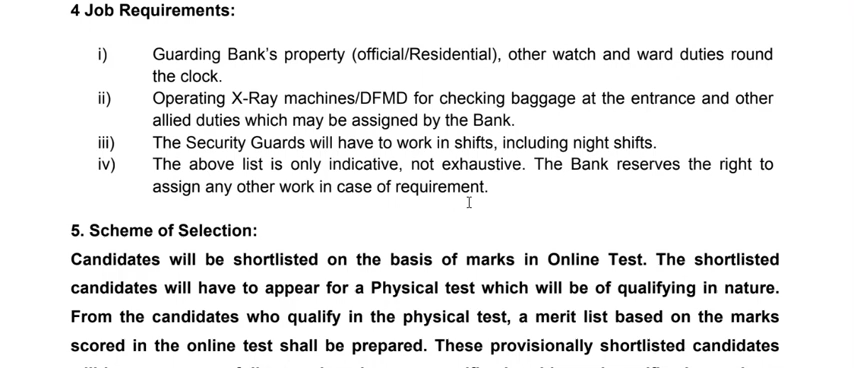 4 Job Requirements:
i) Guarding Bank's property (official/Residential), other watch and ward duties round
the clock.
ii) Operating X-Ray machines/DFMD for checking baggage at the entrance and other
allied duties which may be assigned by the Bank.
iii) The Security Guards will have to work in shifts, including night shifts.
iv) The above list is only indicative, not exhaustive. The Bank reserves the right to
assign any other work in case of requirement.
5. Scheme of Selection:
Candidates will be shortlisted on the basis of marks in Online Test. The shortlisted
candidates will have to appear for a Physical test which will be of qualifying in nature.
From the candidates who qualify in the physical test, a merit list based on the marks
scored in the online test shall be prepared. These provisionally shortlisted candidates